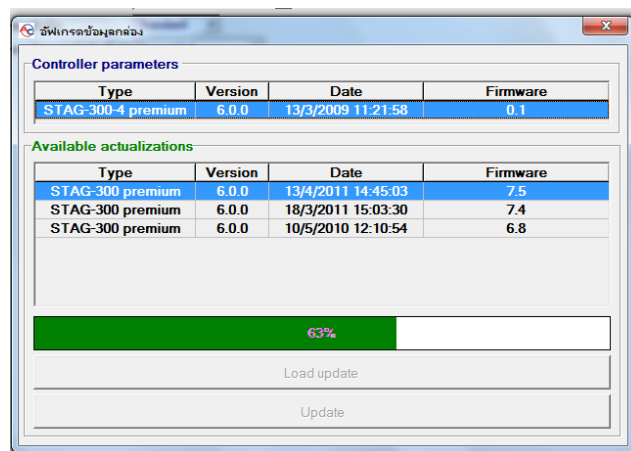 อัฟเกรดข้อมูลกล่อง
Controller parameters
Type Version Date Firmware
STAG-300-4 premium 6.0.0 13/3/2009 11:21:58 0.1
Available actualizations
Type Version Date Firmware
STAG-300 premium 6.0.0 13/4/2011 14:45:03 7.5
STAG-300 premium 6.0.0 18/3/2011 15:03:30 7.4
STAG-300 premium 6.0.0 10/5/2010 12:10:54 6.8
63%
Load update
Update